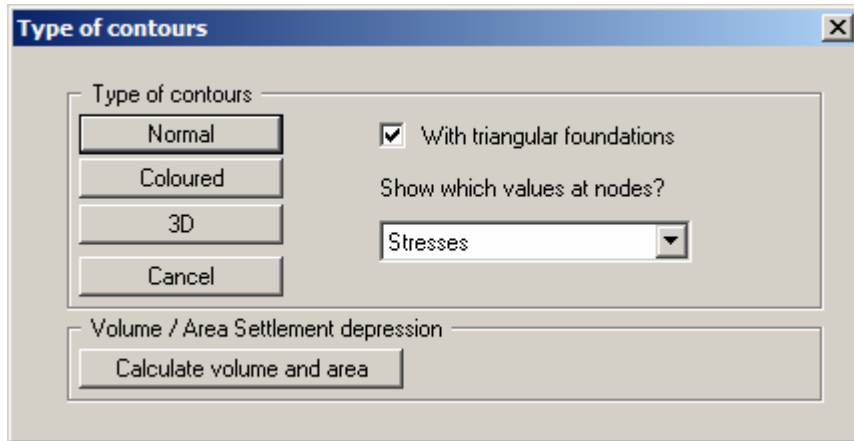 Type of contours
Type of contours
Normal
With triangular foundations
Coloured
Show which values at nodes?
3D
Stresses
Cancel
Volume / Area Settlement depression
Calculate volume and area